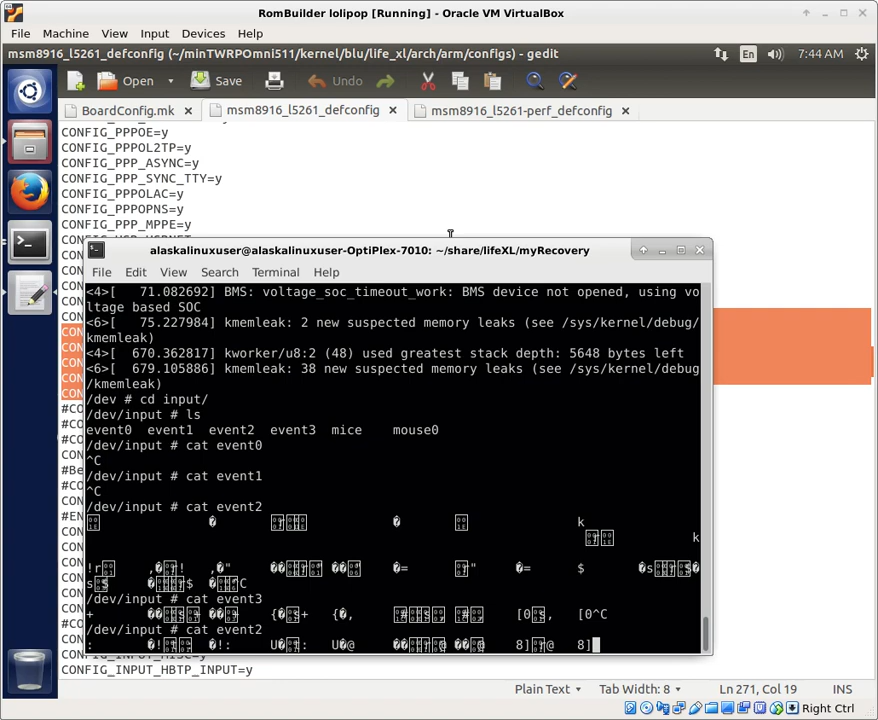 RomBuilder lolipop [Running] - Oracle VM VirtualBox
File Machine View Input Devices Help
msm8916_l5261_defconfig (~/minTWRPOmni511/kernel/blu/life_xl/arch/arm/configs) - gedit
En 7:44 AM
Open Save Undo
BoardConfig.mk msm8916_l5261_defconfig msm8916_l5261-perf_defconfig
CONFIG_PPPOE=y
CONFIG_PPPOL2TP=y
CONFIG_PPP_ASYNC=y
CONFIG_PPP_SYNC_TTY=y
CONFIG_PPPOLAC=y
CONFIG_PPPOPNS=y
CONFIG_PPP_MPPE=y
alaskalinuxuser@alaskalinuxuser-OptiPlex-7010: ~/share/lifeXL/myRecovery
File Edit View Search Terminal Help
<4>[ 71.082692] BMS: voltage_soc_timeout_work: BMS device not opened, using vo
ltage based SOC
<6>[ 75.227984] kmemleak: 2 new suspected memory leaks (see /sys/kernel/debug/
kmemleak)
<4>[ 670.362817] kworker/u8:2 (48) used greatest stack depth: 5648 bytes left
<6>[ 679.105886] kmemleak: 38 new suspected memory leaks (see /sys/kernel/debug
/kmemleak)
/dev # cd input/
/dev/input # ls
event0 event1 event2 event3 mice mouse0
/dev/input # cat event0
^C
/dev/input # cat event1
^C
/dev/input # cat event2
/dev/input # cat event3
/dev/input # cat event2
CONFIG_INPUT_HBTP_INPUT=y
Plain Text Tab Width: 8 Ln 271, Col 19 INS
Right Ctrl